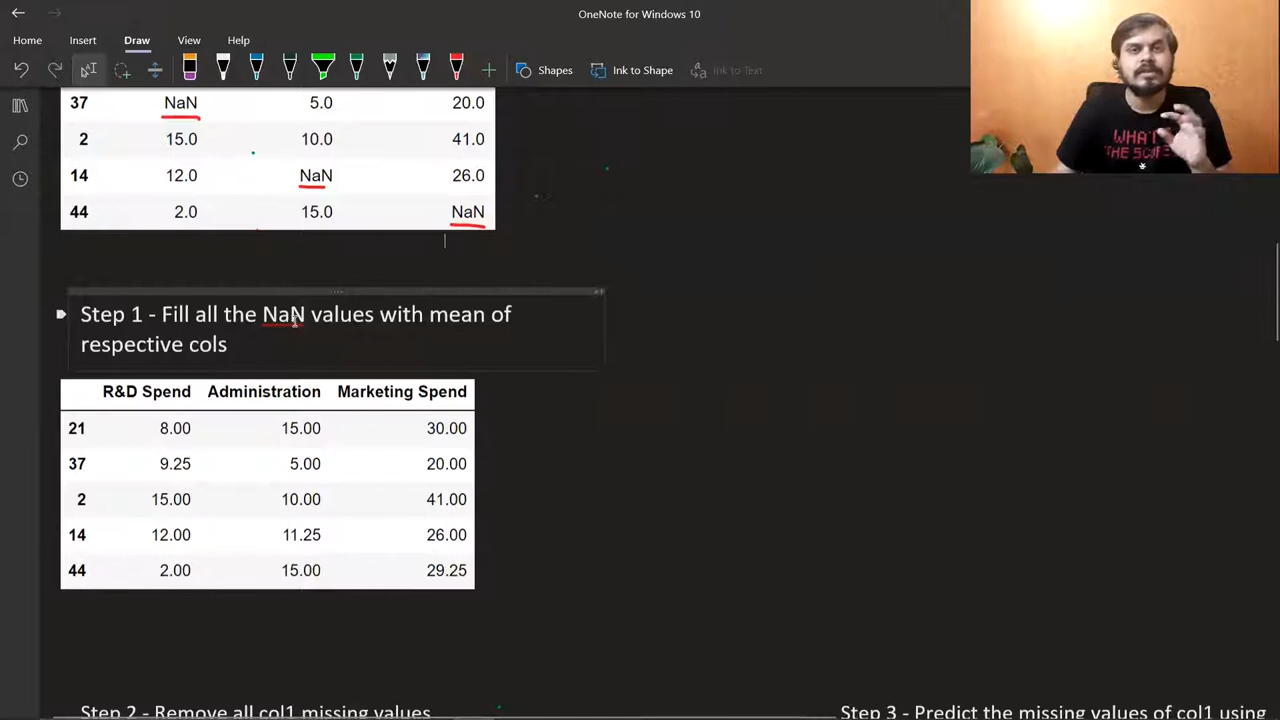 OneNote for Windows 10
Home Insert Draw View Help
Shapes Ink to Shape Ink to Text
37 NaN 5.0 20.0
2 15.0 10.0 41.0
14 12.0 NaN 26.0
44 2.0 15.0 NaN
WHAT
THE
Step 1 - Fill all the NaN values with mean of
respective cols
R&D Spend Administration Marketing Spend
21 8.00 15.00 30.00
37 9.25 5.00 20.00
2 15.00 10.00 41.00
14 12.00 11.25 26.00
44 2.00 15.00 29.25
Step 2 - Remove all col1 missing values
Step 3 - Predict the missing values of col1 using